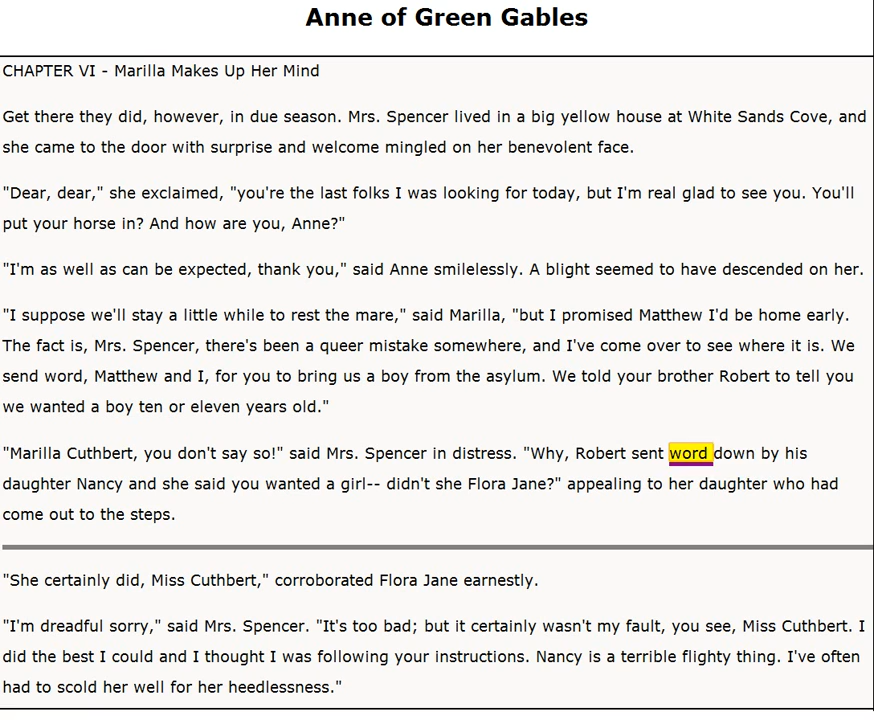 Anne of Green Gables
CHAPTER VI - Marilla Makes Up Her Mind
Get there they did, however, in due season. Mrs. Spencer lived in a big yellow house at White Sands Cove, and
she came to the door with surprise and welcome mingled on her benevolent face.
"Dear, dear," she exclaimed, "you're the last folks I was looking for today, but I'm real glad to see you. You'll
put your horse in? And how are you, Anne?"
"I'm as well as can be expected, thank you," said Anne smilelessly. A blight seemed to have descended on her.
"I suppose we'll stay a little while to rest the mare," said Marilla, "but I promised Matthew I'd be home early.
The fact is, Mrs. Spencer, there's been a queer mistake somewhere, and I've come over to see where it is. We
send word, Matthew and I, for you to bring us a boy from the asylum. We told your brother Robert to tell you
we wanted a boy ten or eleven years old."
"Marilla Cuthbert, you don't say so!" said Mrs. Spencer in distress. "Why, Robert sent word down by his
daughter Nancy and she said you wanted a girl-- didn't she Flora Jane?" appealing to her daughter who had
come out to the steps.
"She certainly did, Miss Cuthbert," corroborated Flora Jane earnestly.
"I'm dreadful sorry," said Mrs. Spencer. "It's too bad; but it certainly wasn't my fault, you see, Miss Cuthbert. I
did the best I could and I thought I was following your instructions. Nancy is a terrible flighty thing. I've often
had to scold her well for her heedlessness."